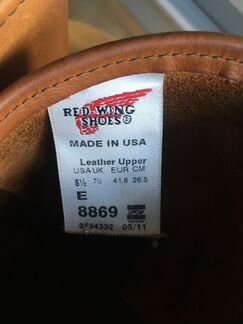 RED WING
SHOES®
MADE IN USA
Leather Upper
USA UK EUR CM
8½ 7½ 41.5 26.5
E
8869
05/11